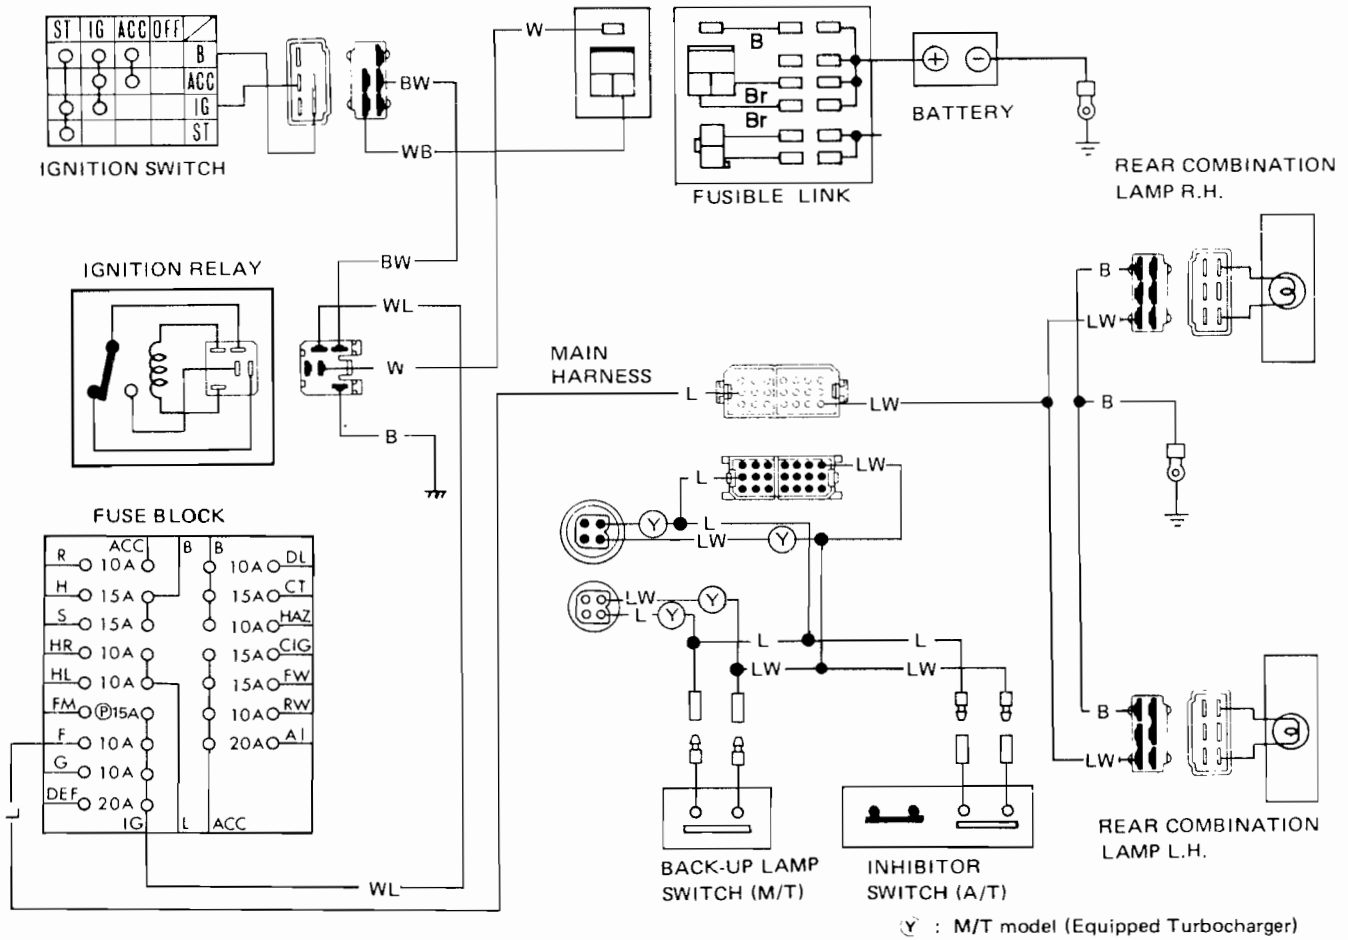 ST IG ACC OFF
B
ACC
IG
ST
IGNITION SWITCH
BW
WB
W
B
Br
Br
FUSIBLE LINK
+ −
BATTERY
REAR COMBINATION
LAMP R.H.
IGNITION RELAY
BW
WL
W
B
MAIN
HARNESS
L
LW
B
LW
B
L
LW
Y L
LW Y
LW Y
L Y
L L
LW LW
FUSE BLOCK
ACC B B
R 10A 10A DL
H 15A 15A CT
S 15A 10A HAZ
HR 10A 15A CIG
HL 10A 15A FW
FM P 15A 10A RW
F 10A 20A AI
G 10A
DEF 20A
IG L ACC
L
WL
BACK-UP LAMP
SWITCH (M/T)
INHIBITOR
SWITCH (A/T)
B
LW
REAR COMBINATION
LAMP L.H.
Y : M/T model (Equipped Turbocharger)